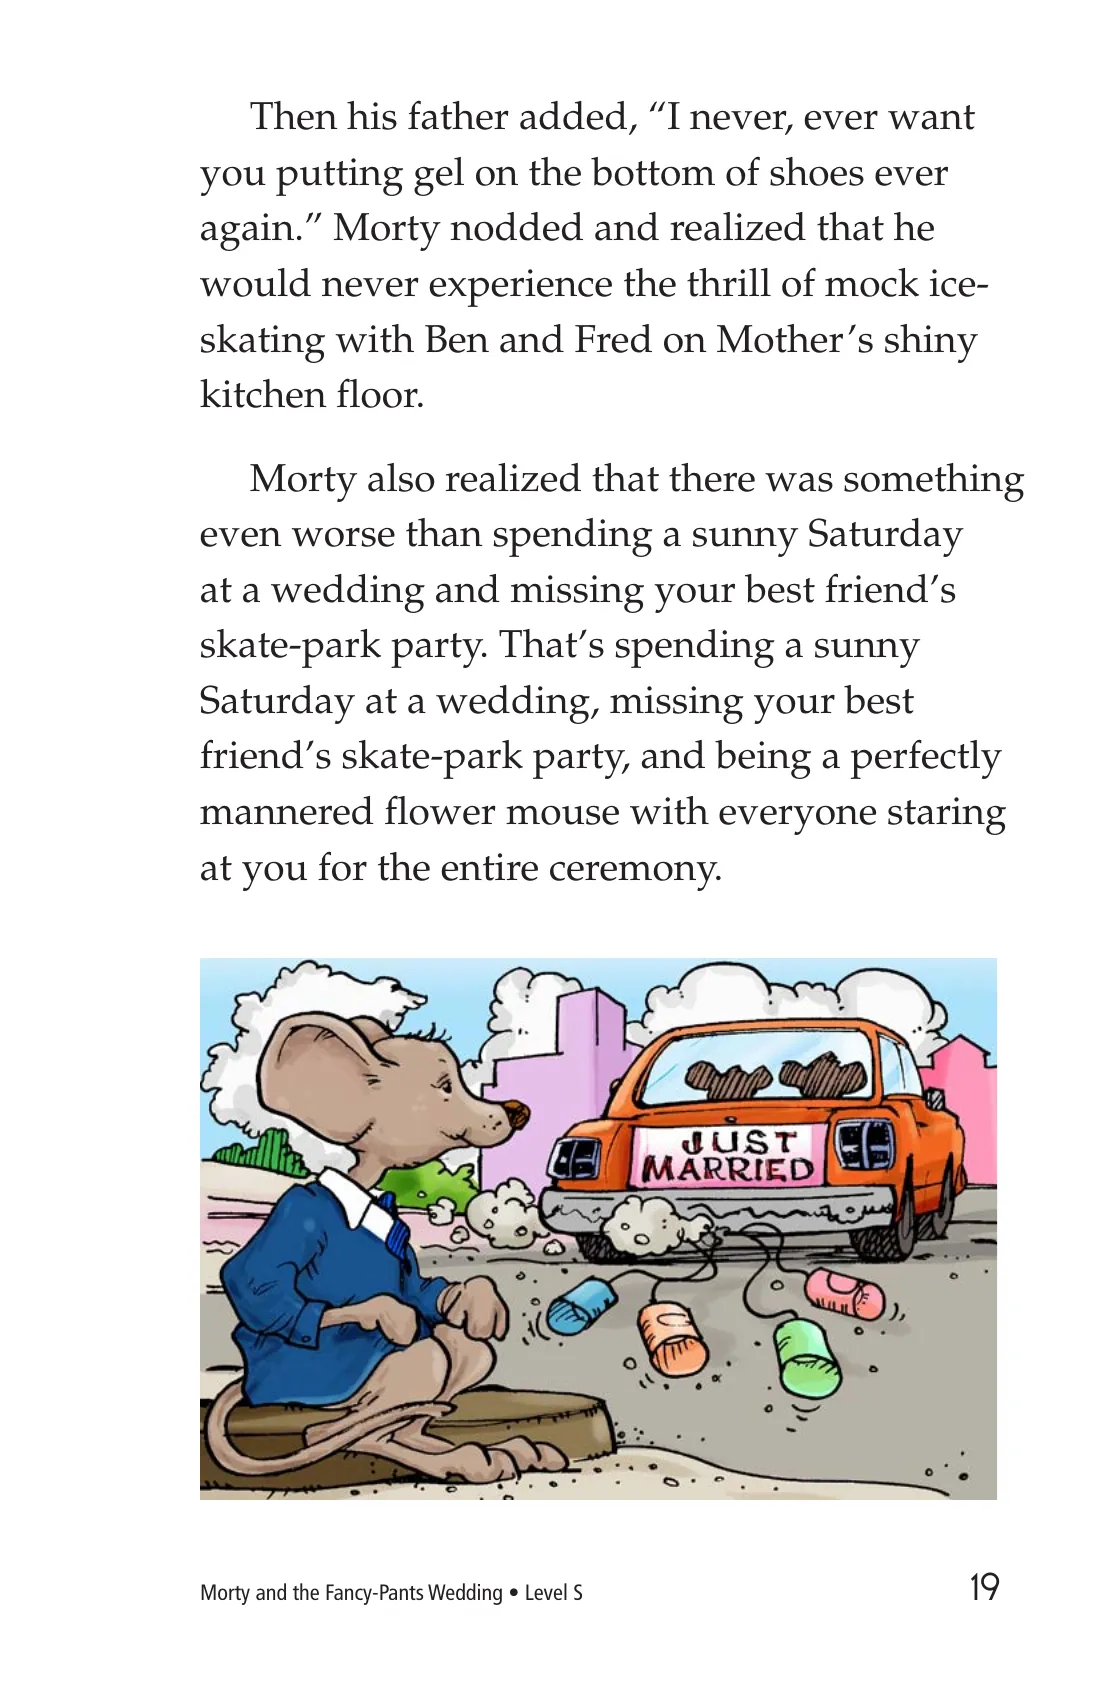 Then his father added, “I never, ever want
you putting gel on the bottom of shoes ever
again.” Morty nodded and realized that he
would never experience the thrill of mock ice-
skating with Ben and Fred on Mother’s shiny
kitchen floor.
Morty also realized that there was something
even worse than spending a sunny Saturday
at a wedding and missing your best friend’s
skate-park party. That’s spending a sunny
Saturday at a wedding, missing your best
friend’s skate-park party, and being a perfectly
mannered flower mouse with everyone staring
at you for the entire ceremony.
JUST
MARRIED
Morty and the Fancy-Pants Wedding • Level S
19